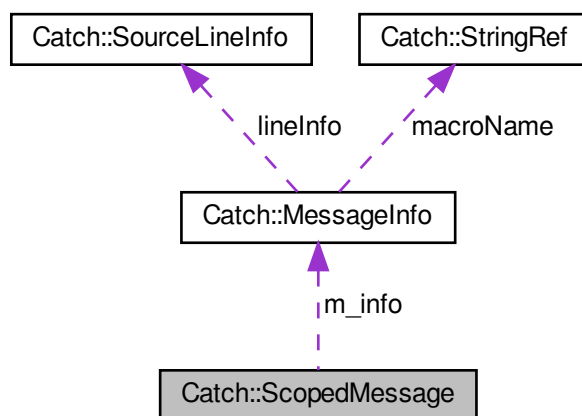 Catch::SourceLineInfo
Catch::StringRef
lineInfo
macroName
Catch::MessageInfo
m_info
Catch::ScopedMessage